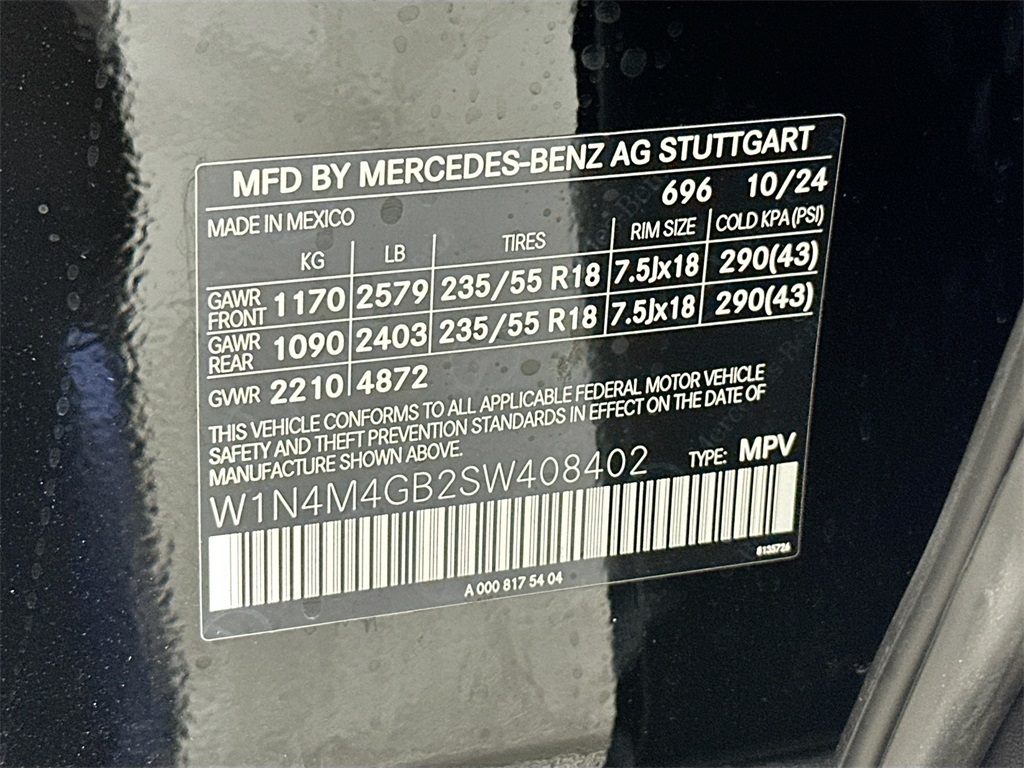 MFD BY MERCEDES-BENZ AG STUTTGART
696 10/24
MADE IN MEXICO
KG LB TIRES RIM SIZE COLD KPA(PSI)
GAWR FRONT 1170 2579 235/55 R18 7.5Jx18 290(43)
GAWR REAR 1090 2403 235/55 R18 7.5Jx18 290(43)
GVWR 2210 4872
THIS VEHICLE CONFORMS TO ALL APPLICABLE FEDERAL MOTOR VEHICLE
SAFETY AND THEFT PREVENTION STANDARDS IN EFFECT ON THE DATE OF
MANUFACTURE SHOWN ABOVE.
W1N4M4GB2SW408402 TYPE: MPV
A 000 817 54 04